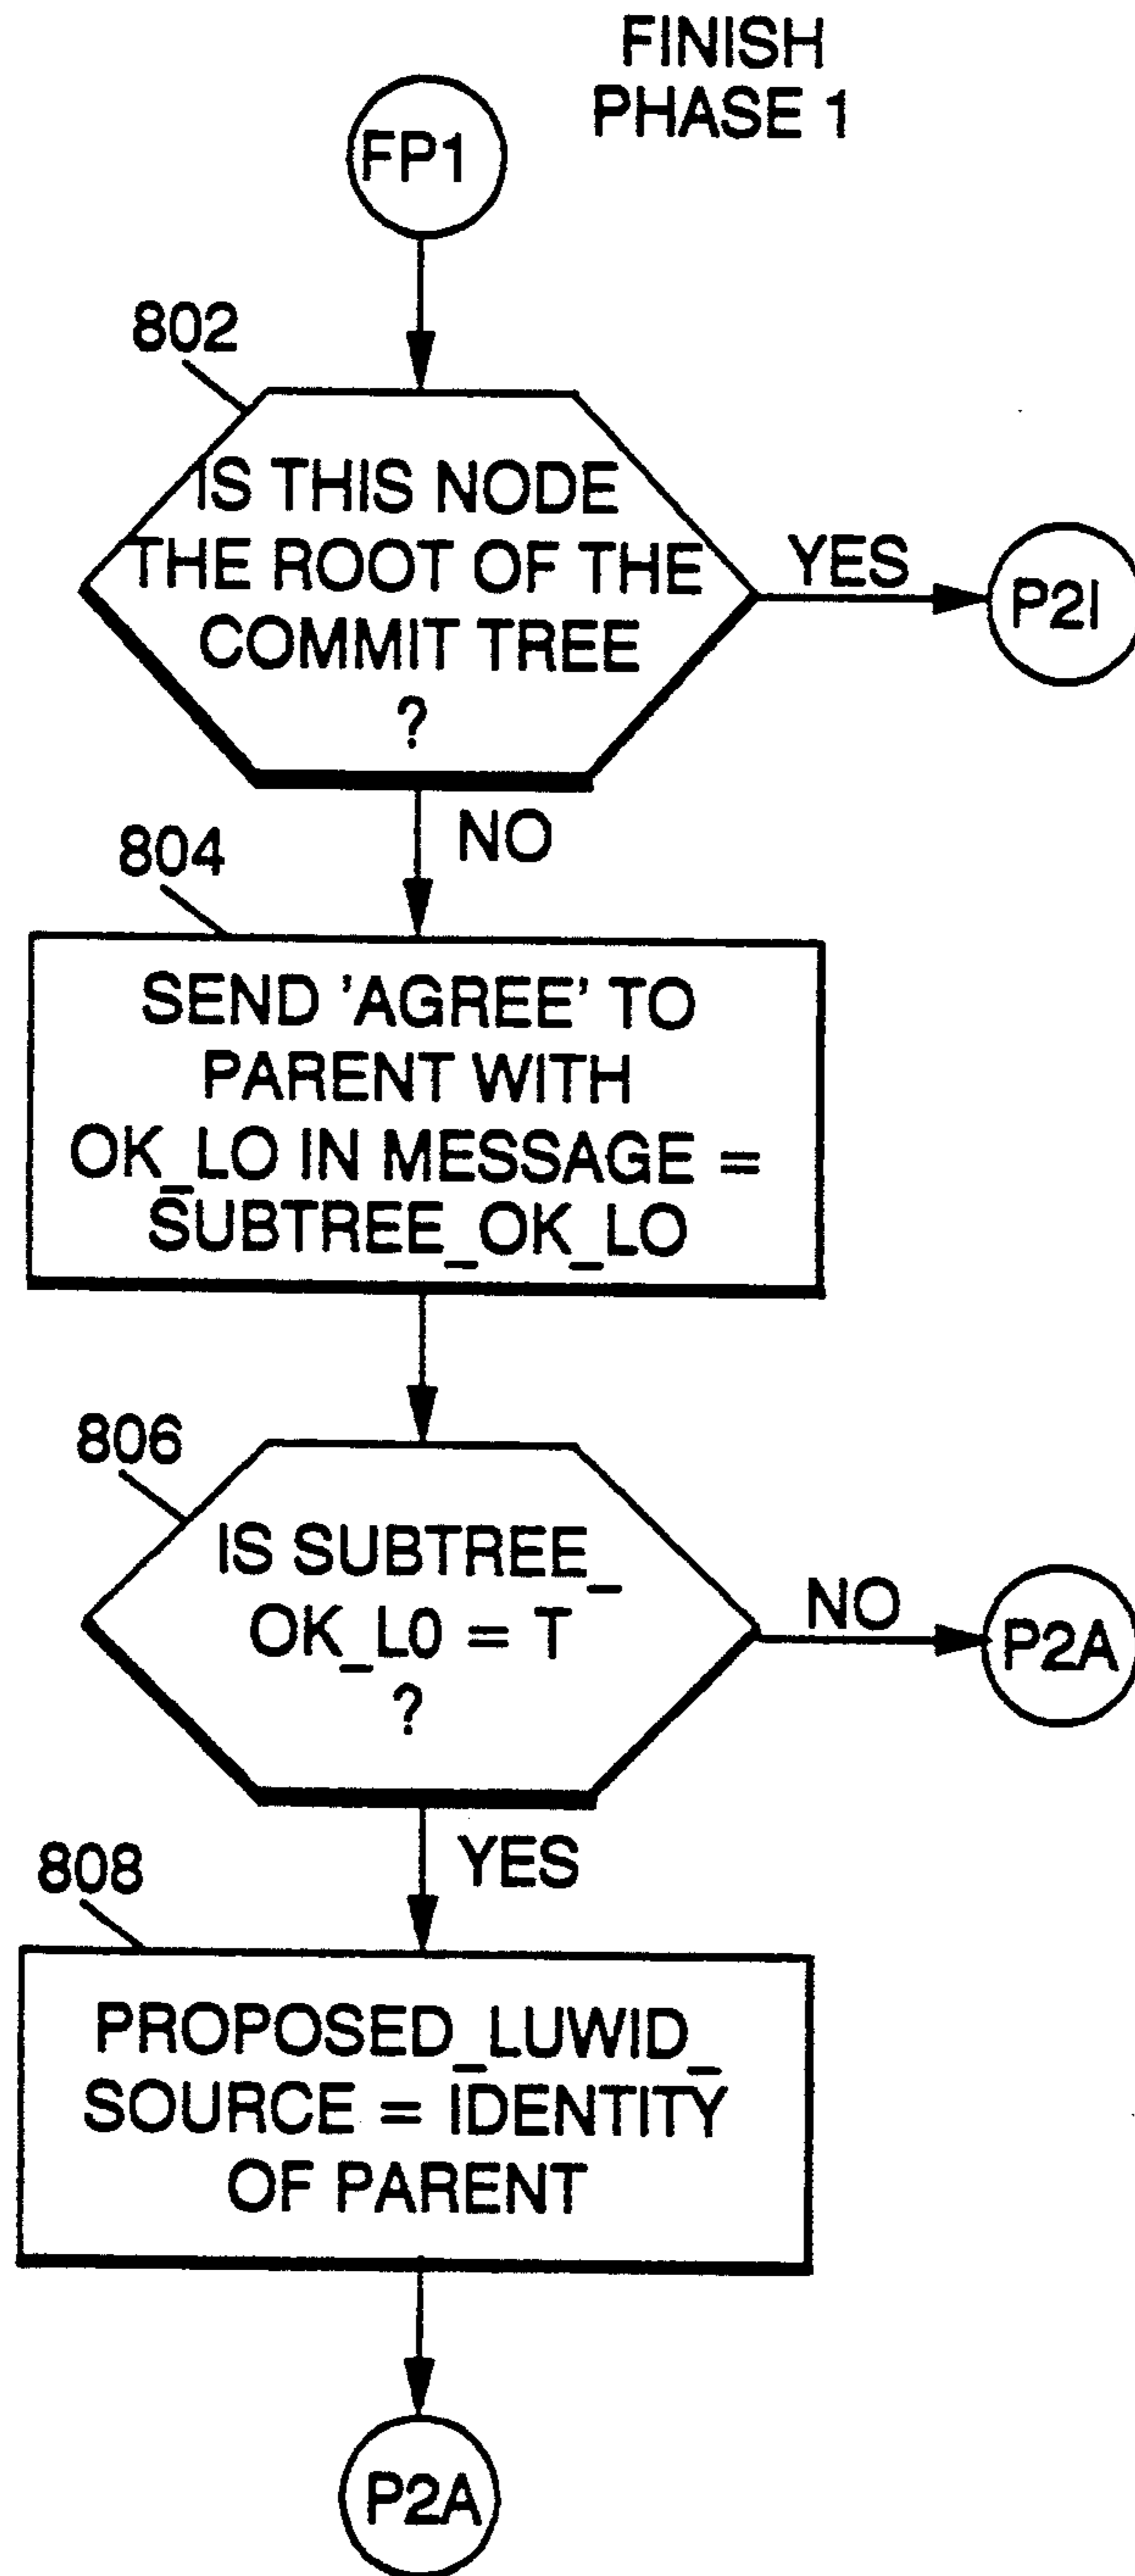 FINISH
PHASE 1
FP1
802
IS THIS NODE
THE ROOT OF THE
COMMIT TREE
?
YES
P2I
NO
804
SEND 'AGREE' TO
PARENT WITH
OK_LO IN MESSAGE =
SUBTREE_OK_LO
806
IS SUBTREE_
OK_L0 = T
?
NO
P2A
YES
808
PROPOSED_LUWID_
SOURCE = IDENTITY
OF PARENT
P2A